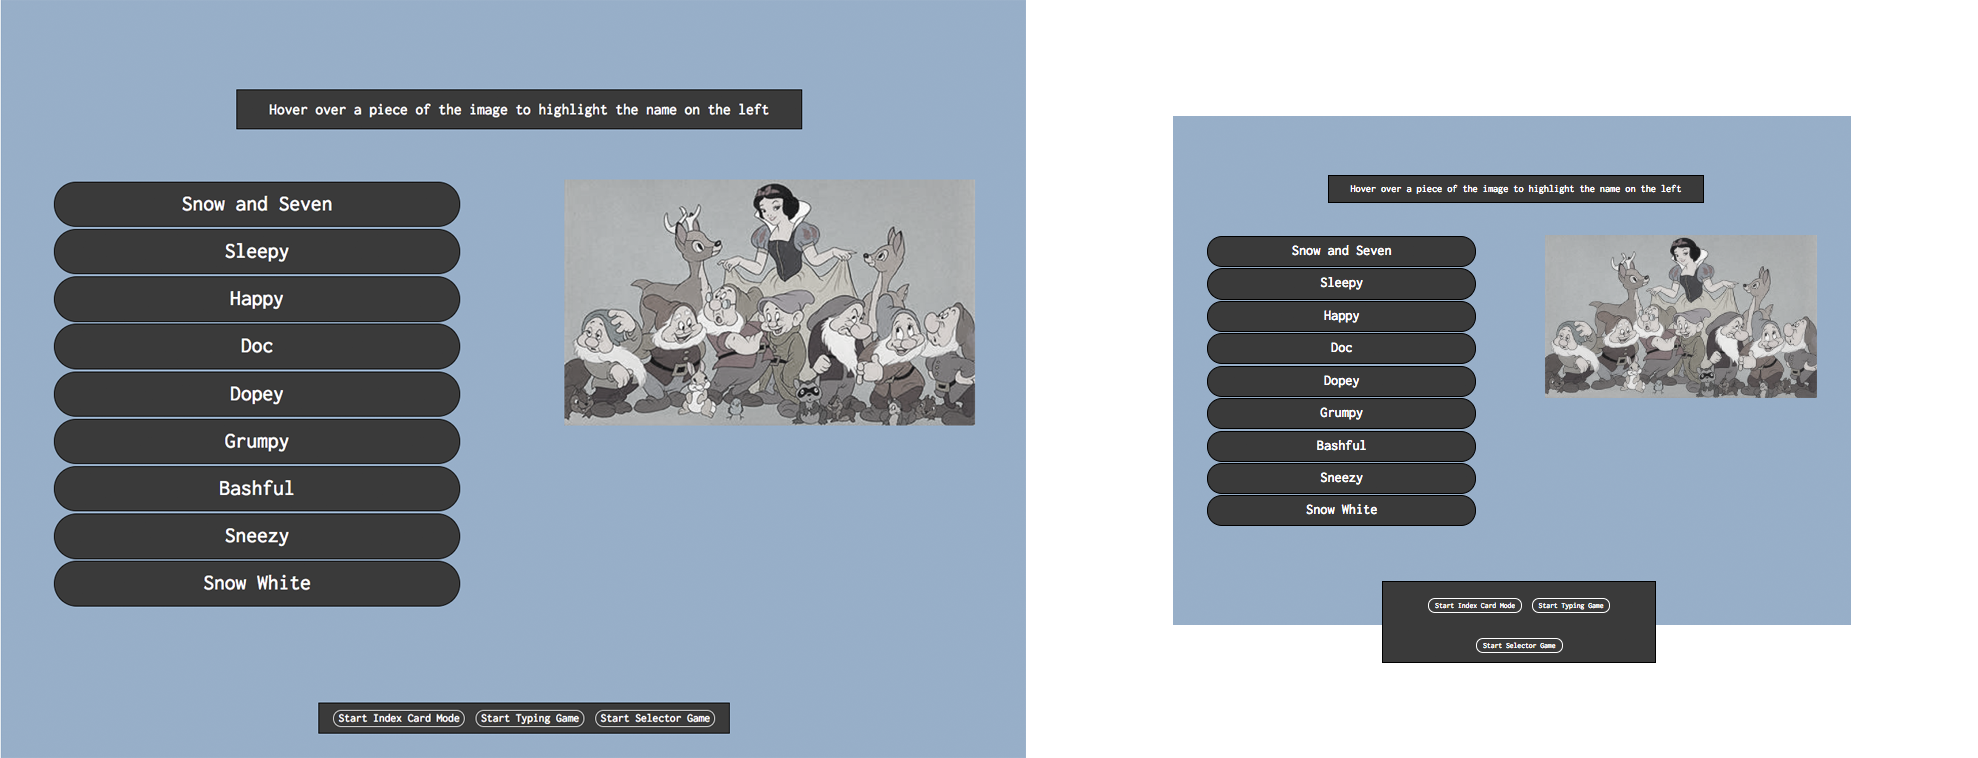 Hover over a piece of the image to highlight the name on the left
Snow and Seven
Sleepy
Happy
Doc
Dopey
Grumpy
Bashful
Sneezy
Snow White
Start Index Card Mode Start Typing Game Start Selector Game
Hover over a piece of the image to highlight the name on the left
Snow and Seven
Sleepy
Happy
Doc
Dopey
Grumpy
Bashful
Sneezy
Snow White
Start Index Card Mode Start Typing Game
Start Selector Game